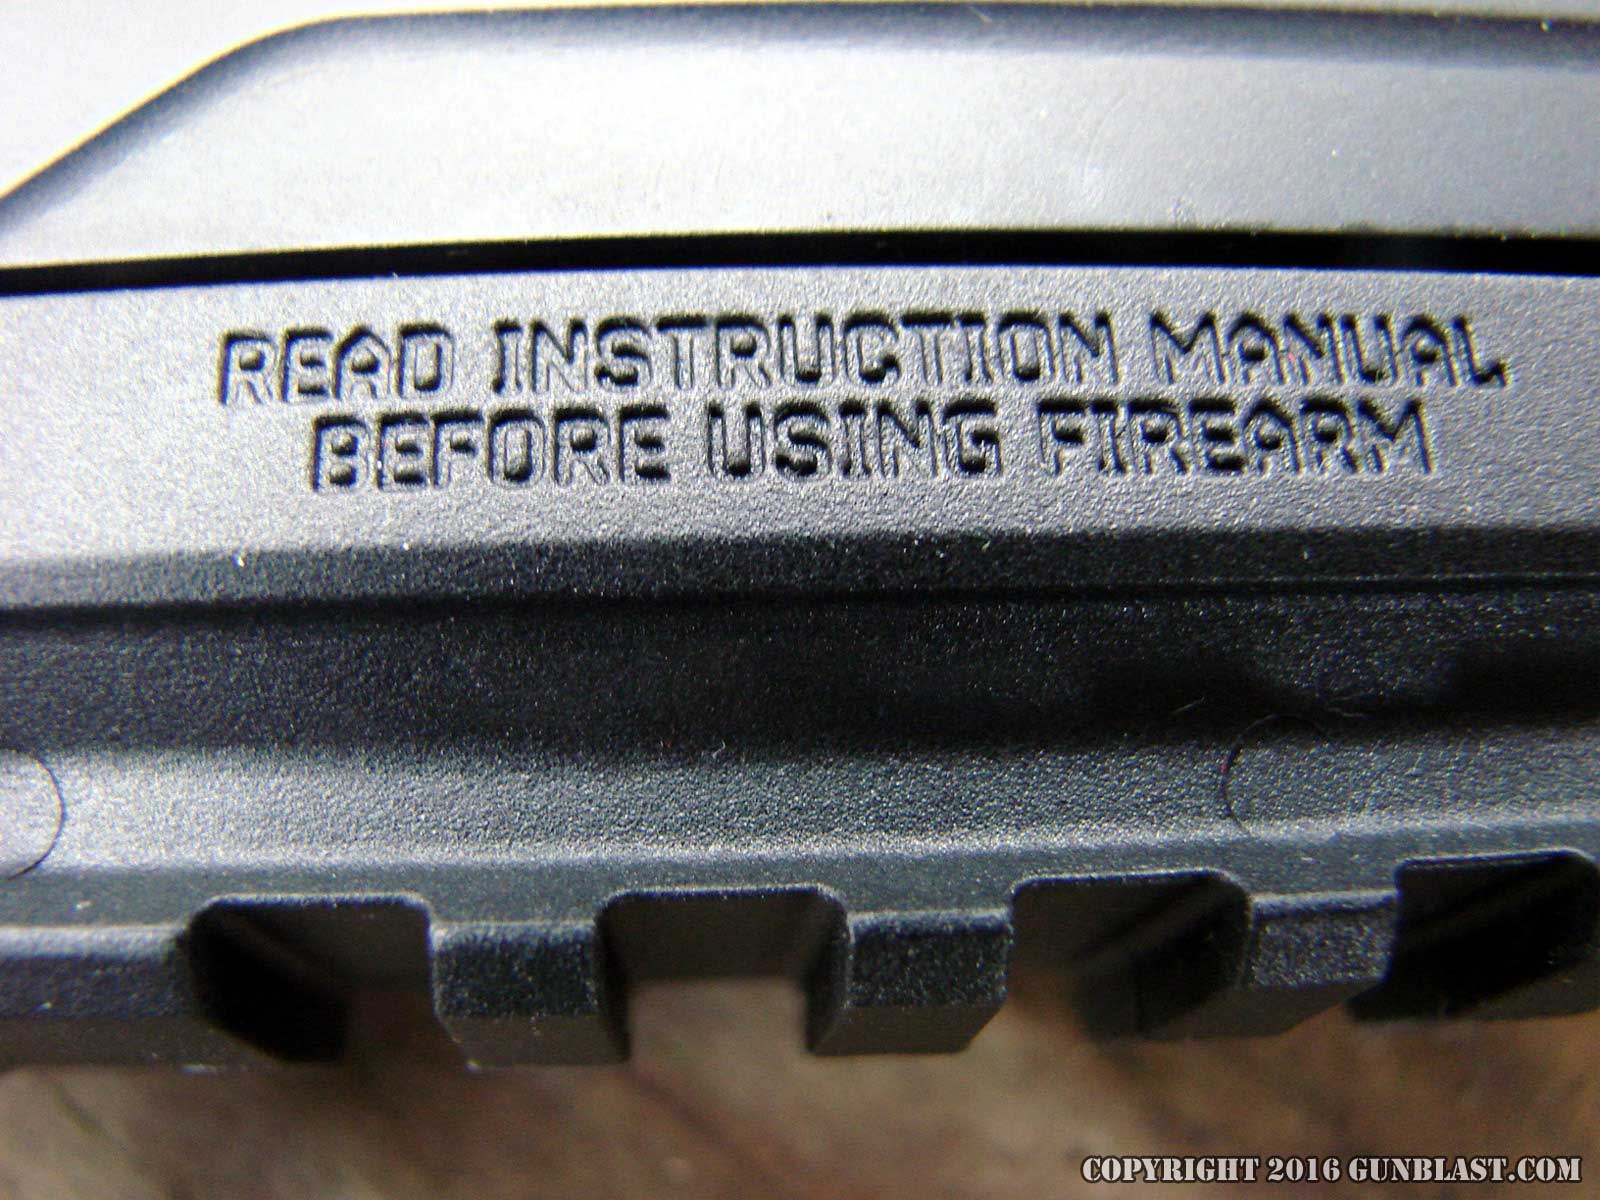 READ INSTRUCTION MANUAL
BEFORE USING FIREARM
COPYRIGHT 2016 GUNBLAST.COM